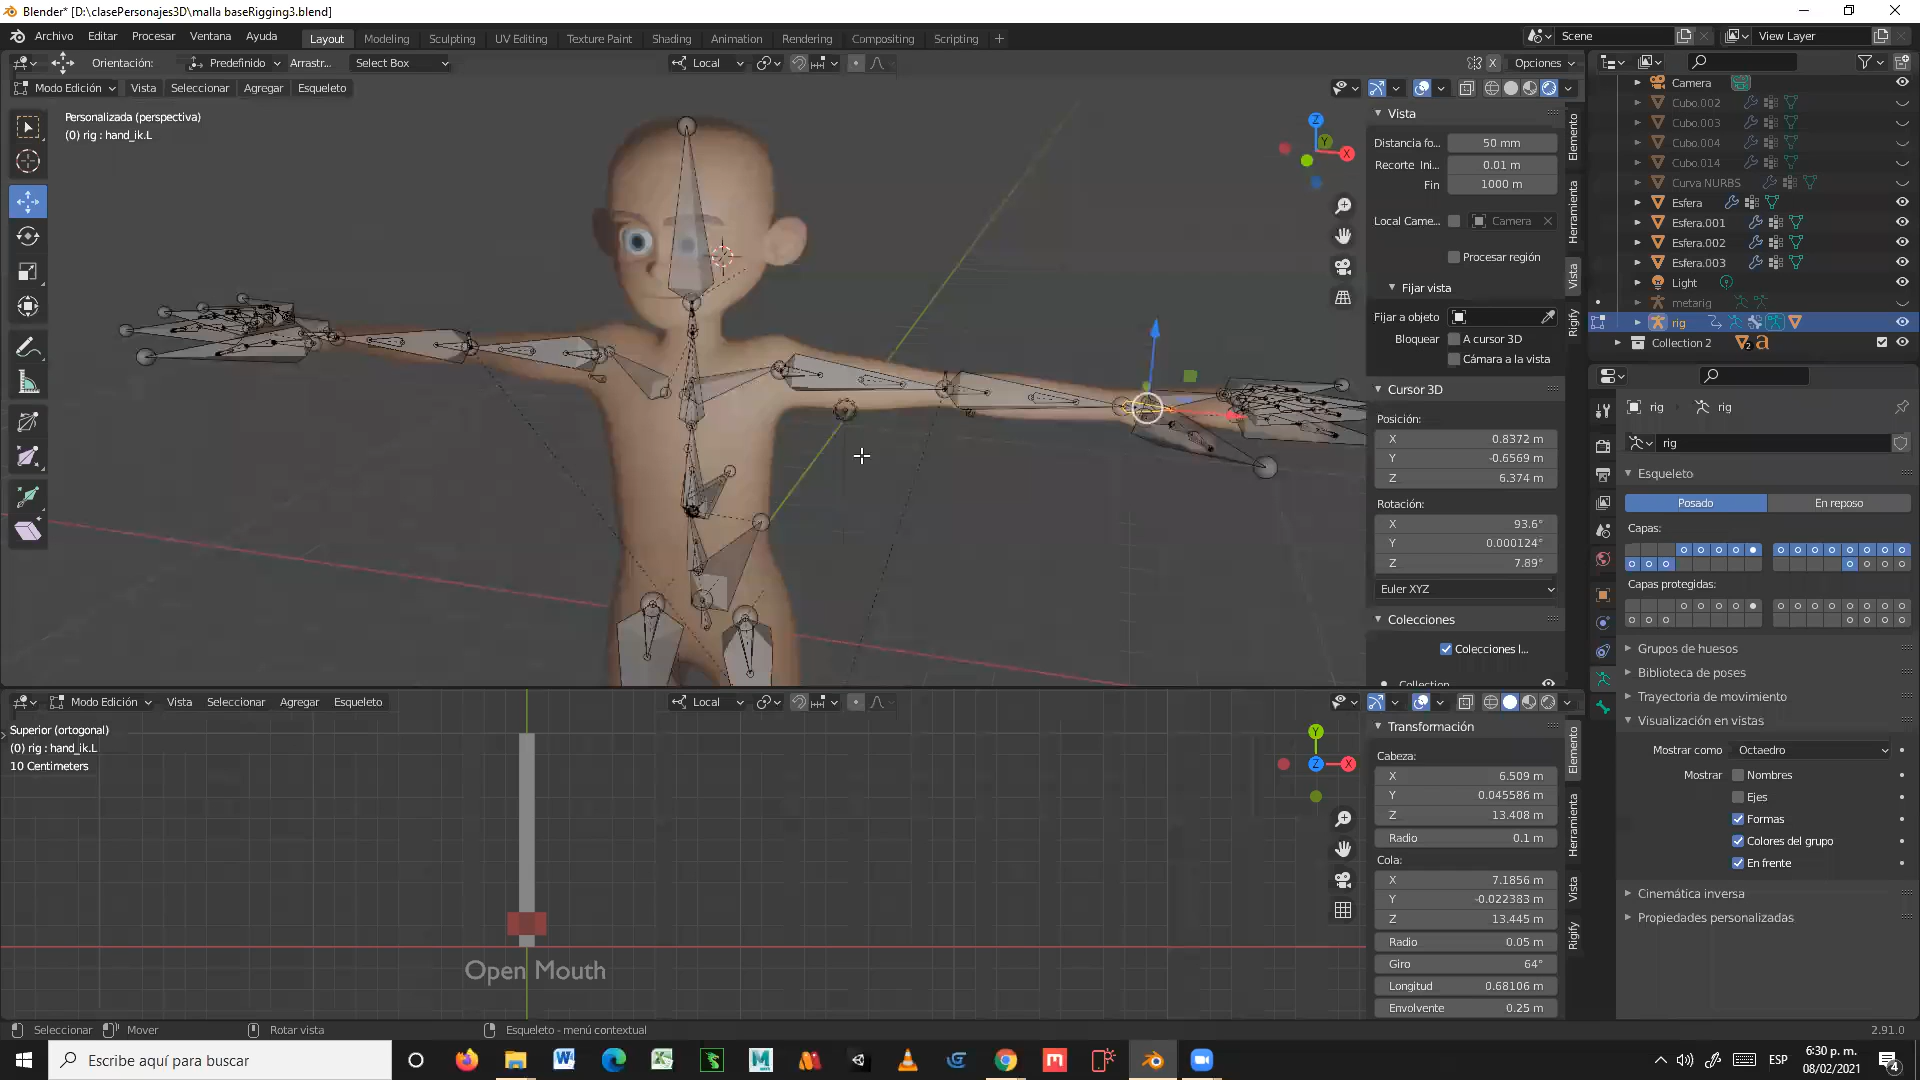 Blender* [D:\clasePersonajes3D\malla baseRigging3.blend]
Archivo Editar Procesar Ventana Ayuda
Layout Modeling Sculpting UV Editing Texture Paint Shading Animation Rendering Compositing Scripting +
Scene
View Layer
Orientación: Predefinido Arrastr... Select Box
Local
X Opciones
Modo Edición Vista Seleccionar Agregar Esqueleto
Personalizada (perspectiva)
(0) rig : hand_ik.L
Z
Y
X
Vista
Distancia fo... 50 mm
Recorte Ini... 0.01 m
Fin 1000 m
Local Came... Camera
Procesar región
Fijar vista
Fijar a objeto
Bloquear A cursor 3D
Cámara a la vista
Cursor 3D
Posición:
X 0.8372 m
Y -0.6569 m
Z 6.374 m
Rotación:
X 93.6°
Y 0.000124°
Z 7.89°
Euler XYZ
Colecciones
Colecciones l...
Collection
Elemento
Herramienta
Vista
Rigify
Camera
Cubo.002
Cubo.003
Cubo.004
Cubo.014
Curva NURBS
Esfera
Esfera.001
Esfera.002
Esfera.003
Light
metarig
rig
Collection 2 2 a
rig rig
rig
Esqueleto
Posado En reposo
Capas:
Capas protegidas:
Grupos de huesos
Biblioteca de poses
Trayectoria de movimiento
Visualización en vistas
Mostrar como Octaedro
Mostrar Nombres
Ejes
Formas
Colores del grupo
En frente
Cinemática inversa
Propiedades personalizadas
Modo Edición Vista Seleccionar Agregar Esqueleto
Local
Superior (ortogonal)
(0) rig : hand_ik.L
10 Centimeters
Open Mouth
Y
Z
X
Transformación
Cabeza:
X 6.509 m
Y 0.045586 m
Z 13.408 m
Radio 0.1 m
Cola:
X 7.1856 m
Y -0.022383 m
Z 13.445 m
Radio 0.05 m
Giro 64°
Longitud 0.68106 m
Envolvente 0.25 m
Elemento
Herramienta
Vista
Rigify
Seleccionar Mover Rotar vista Esqueleto - menú contextual
2.91.0
Escribe aquí para buscar
ESP
6:30 p. m.
08/02/2021
4